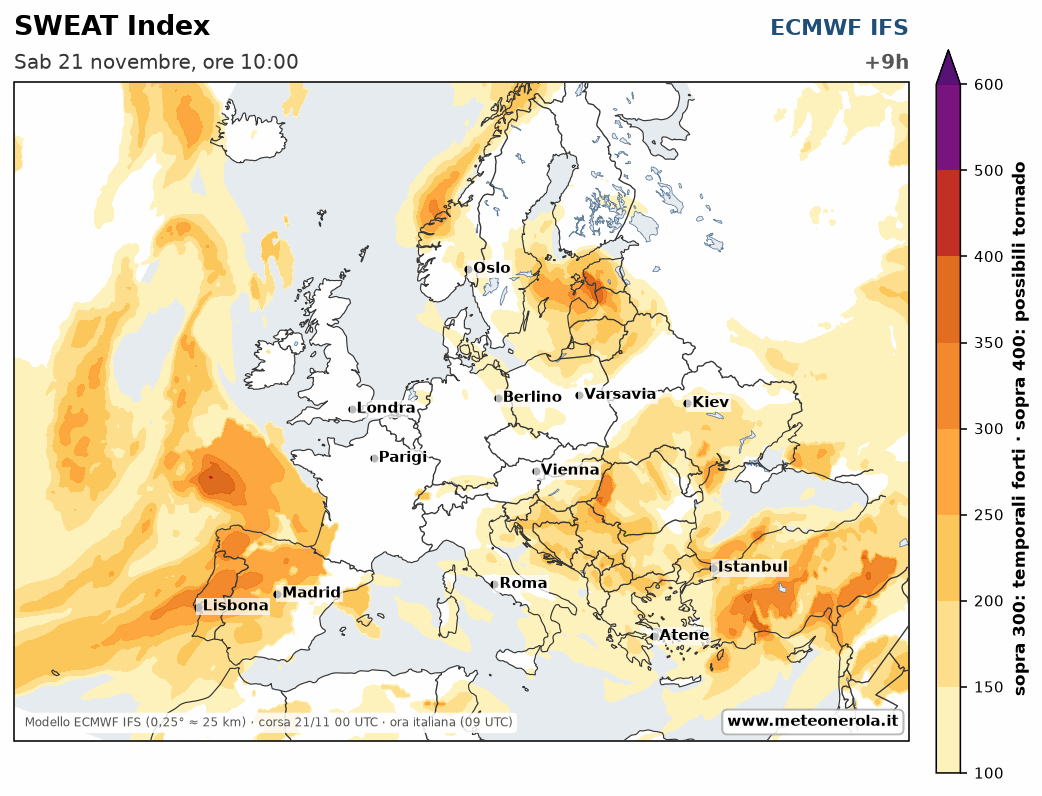 SWEAT Index
ECMWF IFS
Sab 21 novembre, ore 10:00
+9h
600
500
400
350
300
250
200
150
100
sopra 300: temporali forti · sopra 400: possibili tornado
Oslo
Berlino
Varsavia
Kiev
Londra
Parigi
Vienna
Istanbul
Roma
Madrid
Lisbona
Atene
Modello ECMWF IFS (0,25° ≈ 25 km) · corsa 21/11 00 UTC · ora italiana (09 UTC)
www.meteonerola.it